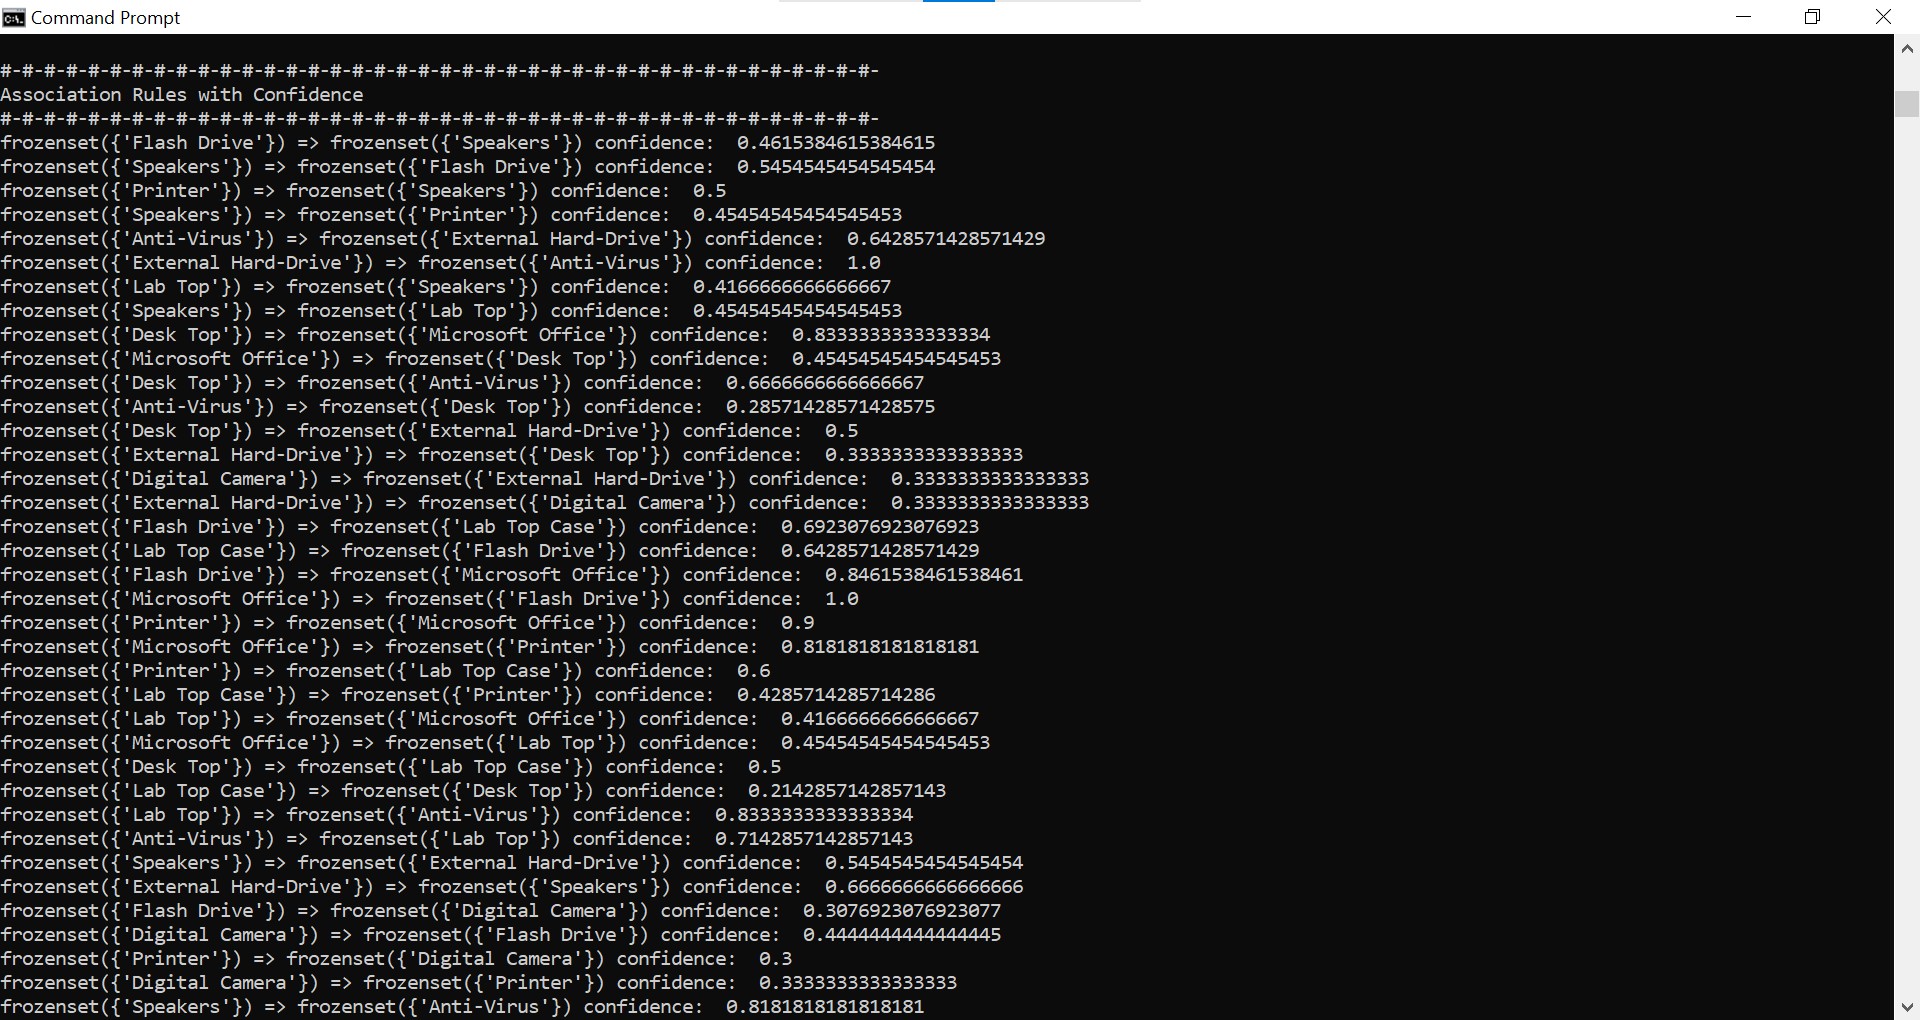 Command Prompt
#-#-#-#-#-#-#-#-#-#-#-#-#-#-#-#-#-#-#-#-#-#-#-#-#-#-#-#-#-#-#-#-#-#-#-#-#-#-#-#-
Association Rules with Confidence
#-#-#-#-#-#-#-#-#-#-#-#-#-#-#-#-#-#-#-#-#-#-#-#-#-#-#-#-#-#-#-#-#-#-#-#-#-#-#-#-
frozenset({'Flash Drive'}) => frozenset({'Speakers'}) confidence:  0.4615384615384615
frozenset({'Speakers'}) => frozenset({'Flash Drive'}) confidence:  0.5454545454545454
frozenset({'Printer'}) => frozenset({'Speakers'}) confidence:  0.5
frozenset({'Speakers'}) => frozenset({'Printer'}) confidence:  0.45454545454545453
frozenset({'Anti-Virus'}) => frozenset({'External Hard-Drive'}) confidence:  0.6428571428571429
frozenset({'External Hard-Drive'}) => frozenset({'Anti-Virus'}) confidence:  1.0
frozenset({'Lab Top'}) => frozenset({'Speakers'}) confidence:  0.4166666666666667
frozenset({'Speakers'}) => frozenset({'Lab Top'}) confidence:  0.45454545454545453
frozenset({'Desk Top'}) => frozenset({'Microsoft Office'}) confidence:  0.8333333333333334
frozenset({'Microsoft Office'}) => frozenset({'Desk Top'}) confidence:  0.45454545454545453
frozenset({'Desk Top'}) => frozenset({'Anti-Virus'}) confidence:  0.6666666666666667
frozenset({'Anti-Virus'}) => frozenset({'Desk Top'}) confidence:  0.28571428571428575
frozenset({'Desk Top'}) => frozenset({'External Hard-Drive'}) confidence:  0.5
frozenset({'External Hard-Drive'}) => frozenset({'Desk Top'}) confidence:  0.3333333333333333
frozenset({'Digital Camera'}) => frozenset({'External Hard-Drive'}) confidence:  0.3333333333333333
frozenset({'External Hard-Drive'}) => frozenset({'Digital Camera'}) confidence:  0.3333333333333333
frozenset({'Flash Drive'}) => frozenset({'Lab Top Case'}) confidence:  0.6923076923076923
frozenset({'Lab Top Case'}) => frozenset({'Flash Drive'}) confidence:  0.6428571428571429
frozenset({'Flash Drive'}) => frozenset({'Microsoft Office'}) confidence:  0.8461538461538461
frozenset({'Microsoft Office'}) => frozenset({'Flash Drive'}) confidence:  1.0
frozenset({'Printer'}) => frozenset({'Microsoft Office'}) confidence:  0.9
frozenset({'Microsoft Office'}) => frozenset({'Printer'}) confidence:  0.8181818181818181
frozenset({'Printer'}) => frozenset({'Lab Top Case'}) confidence:  0.6
frozenset({'Lab Top Case'}) => frozenset({'Printer'}) confidence:  0.4285714285714286
frozenset({'Lab Top'}) => frozenset({'Microsoft Office'}) confidence:  0.4166666666666667
frozenset({'Microsoft Office'}) => frozenset({'Lab Top'}) confidence:  0.45454545454545453
frozenset({'Desk Top'}) => frozenset({'Lab Top Case'}) confidence:  0.5
frozenset({'Lab Top Case'}) => frozenset({'Desk Top'}) confidence:  0.2142857142857143
frozenset({'Lab Top'}) => frozenset({'Anti-Virus'}) confidence:  0.8333333333333334
frozenset({'Anti-Virus'}) => frozenset({'Lab Top'}) confidence:  0.7142857142857143
frozenset({'Speakers'}) => frozenset({'External Hard-Drive'}) confidence:  0.5454545454545454
frozenset({'External Hard-Drive'}) => frozenset({'Speakers'}) confidence:  0.6666666666666666
frozenset({'Flash Drive'}) => frozenset({'Digital Camera'}) confidence:  0.3076923076923077
frozenset({'Digital Camera'}) => frozenset({'Flash Drive'}) confidence:  0.4444444444444445
frozenset({'Printer'}) => frozenset({'Digital Camera'}) confidence:  0.3
frozenset({'Digital Camera'}) => frozenset({'Printer'}) confidence:  0.3333333333333333
frozenset({'Speakers'}) => frozenset({'Anti-Virus'}) confidence:  0.8181818181818181